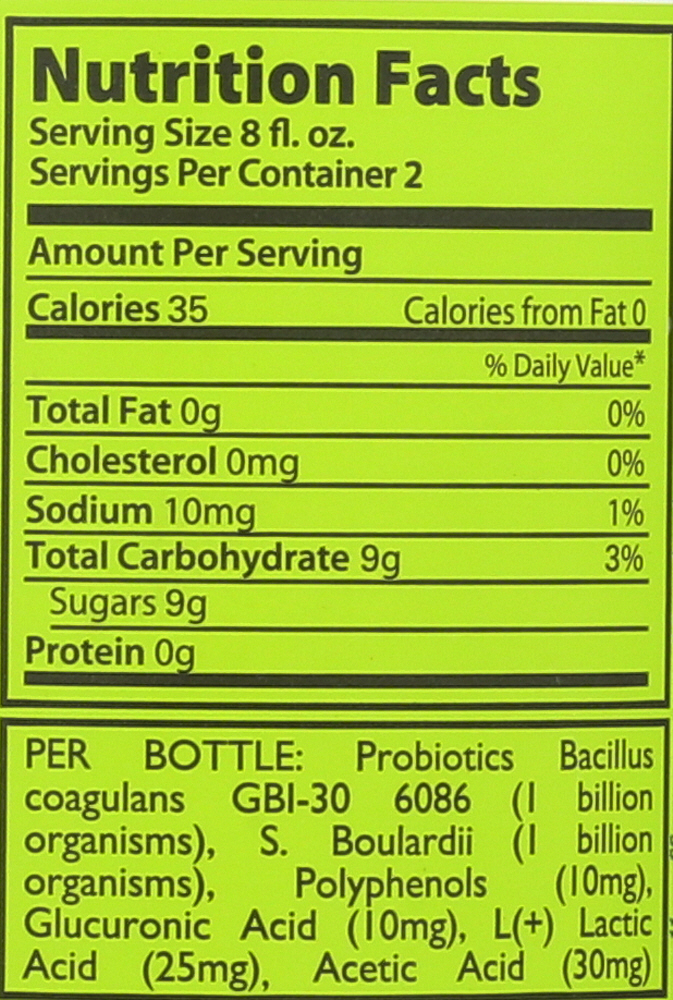 Nutrition Facts
Serving Size 8 fl. oz.
Servings Per Container 2
Amount Per Serving
Calories 35 Calories from Fat 0
% Daily Value*
Total Fat 0g 0%
Cholesterol 0mg 0%
Sodium 10mg 1%
Total Carbohydrate 9g 3%
Sugars 9g
Protein 0g
PER BOTTLE: Probiotics Bacillus
coagulans GBI-30 6086 (1 billion
organisms), S. Boulardii (1 billion
organisms), Polyphenols (10mg),
Glucuronic Acid (10mg), L(+) Lactic
Acid (25mg), Acetic Acid (30mg)